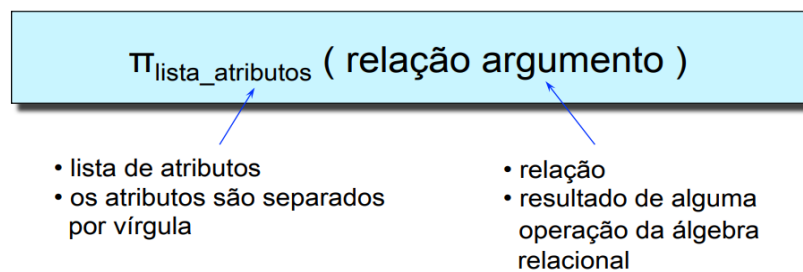 π lista_atributos ( relação argumento )
• lista de atributos
• os atributos são separados
por vírgula
• relação
• resultado de alguma
operação da álgebra
relacional